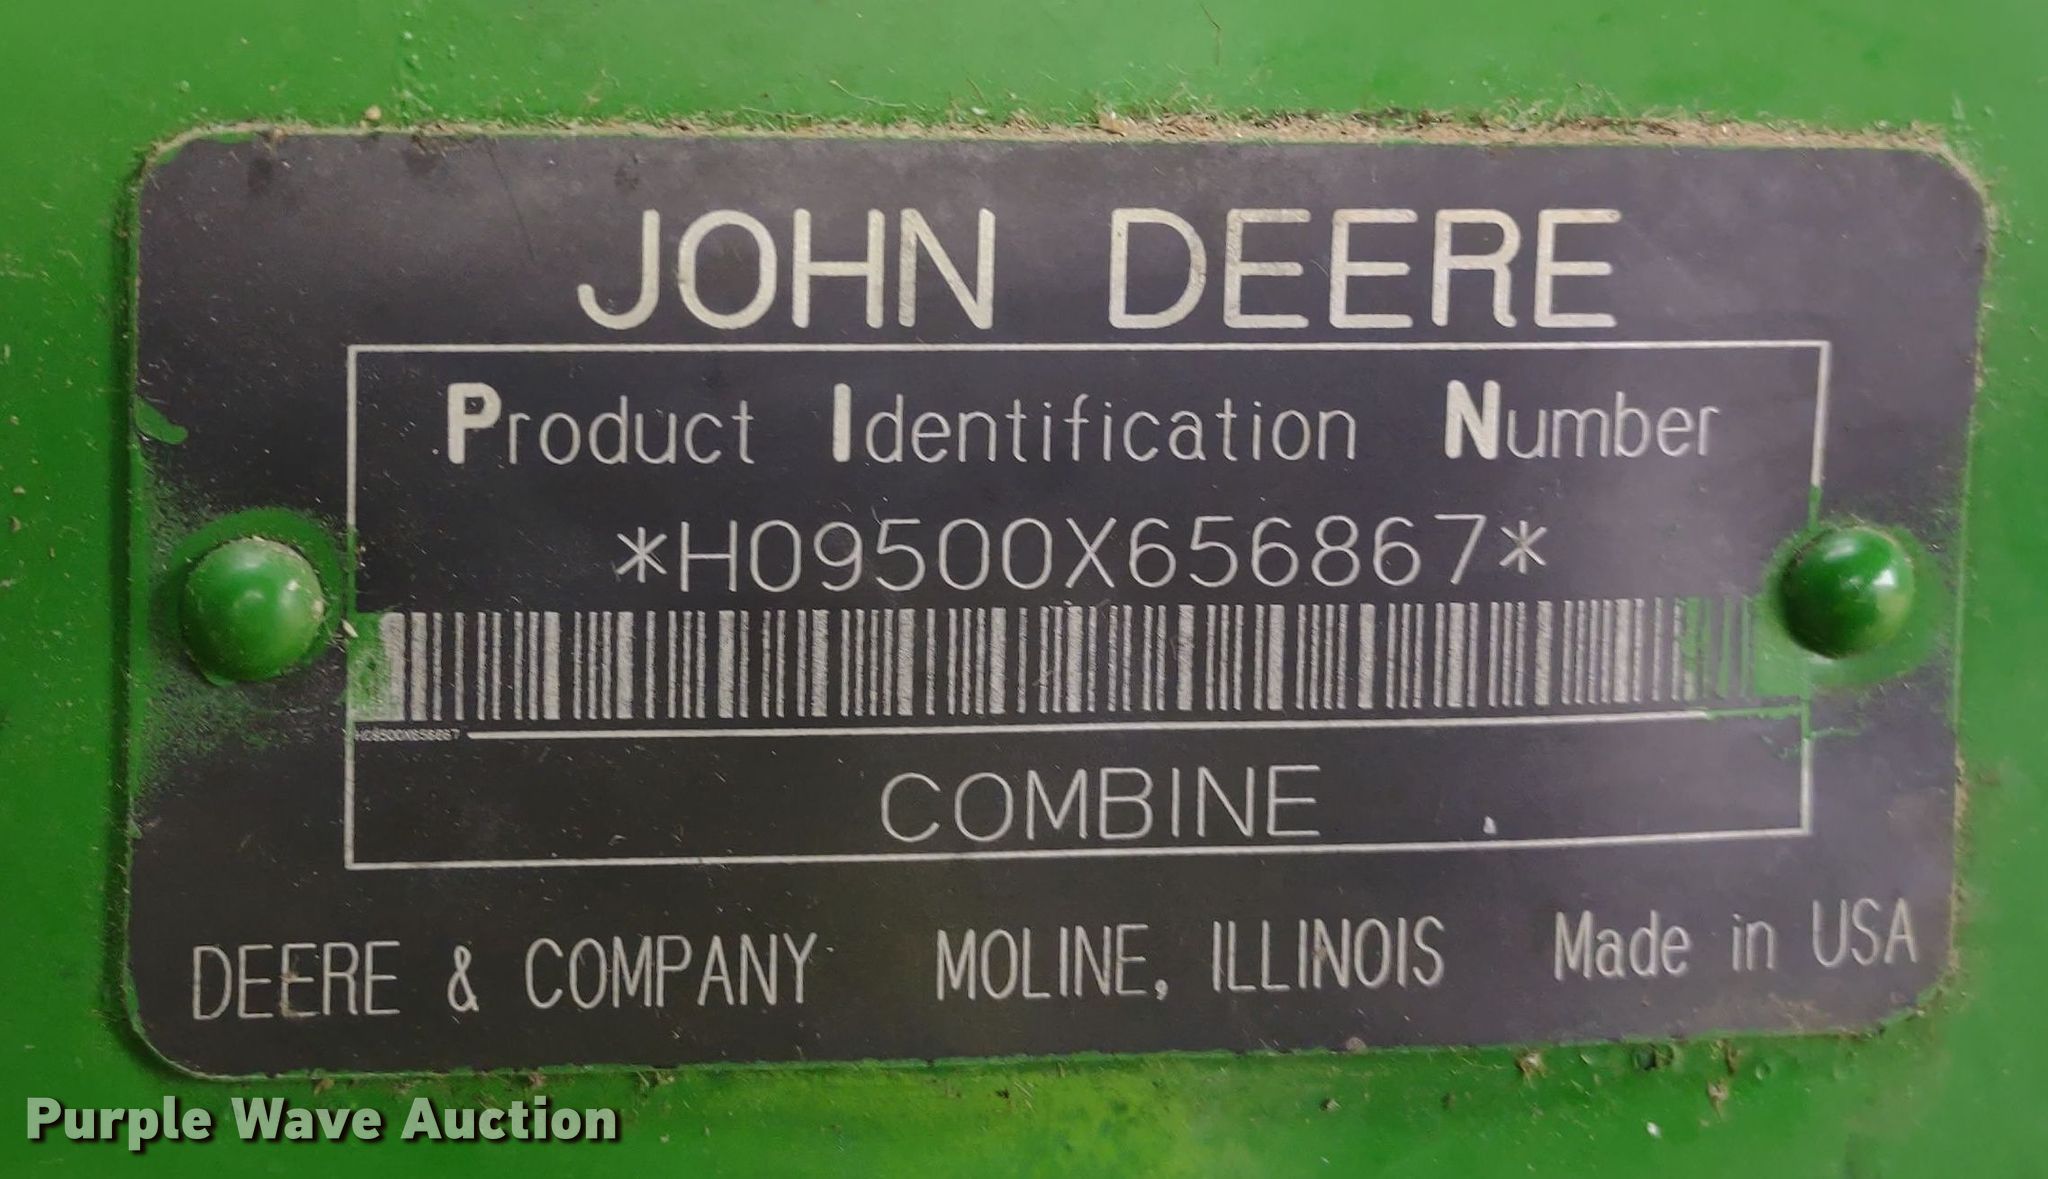 JOHN DEERE
Product Identification Number
*H09500X656867*
H09500X656867
COMBINE
DEERE & COMPANY MOLINE, ILLINOIS Made in USA
Purple Wave Auction